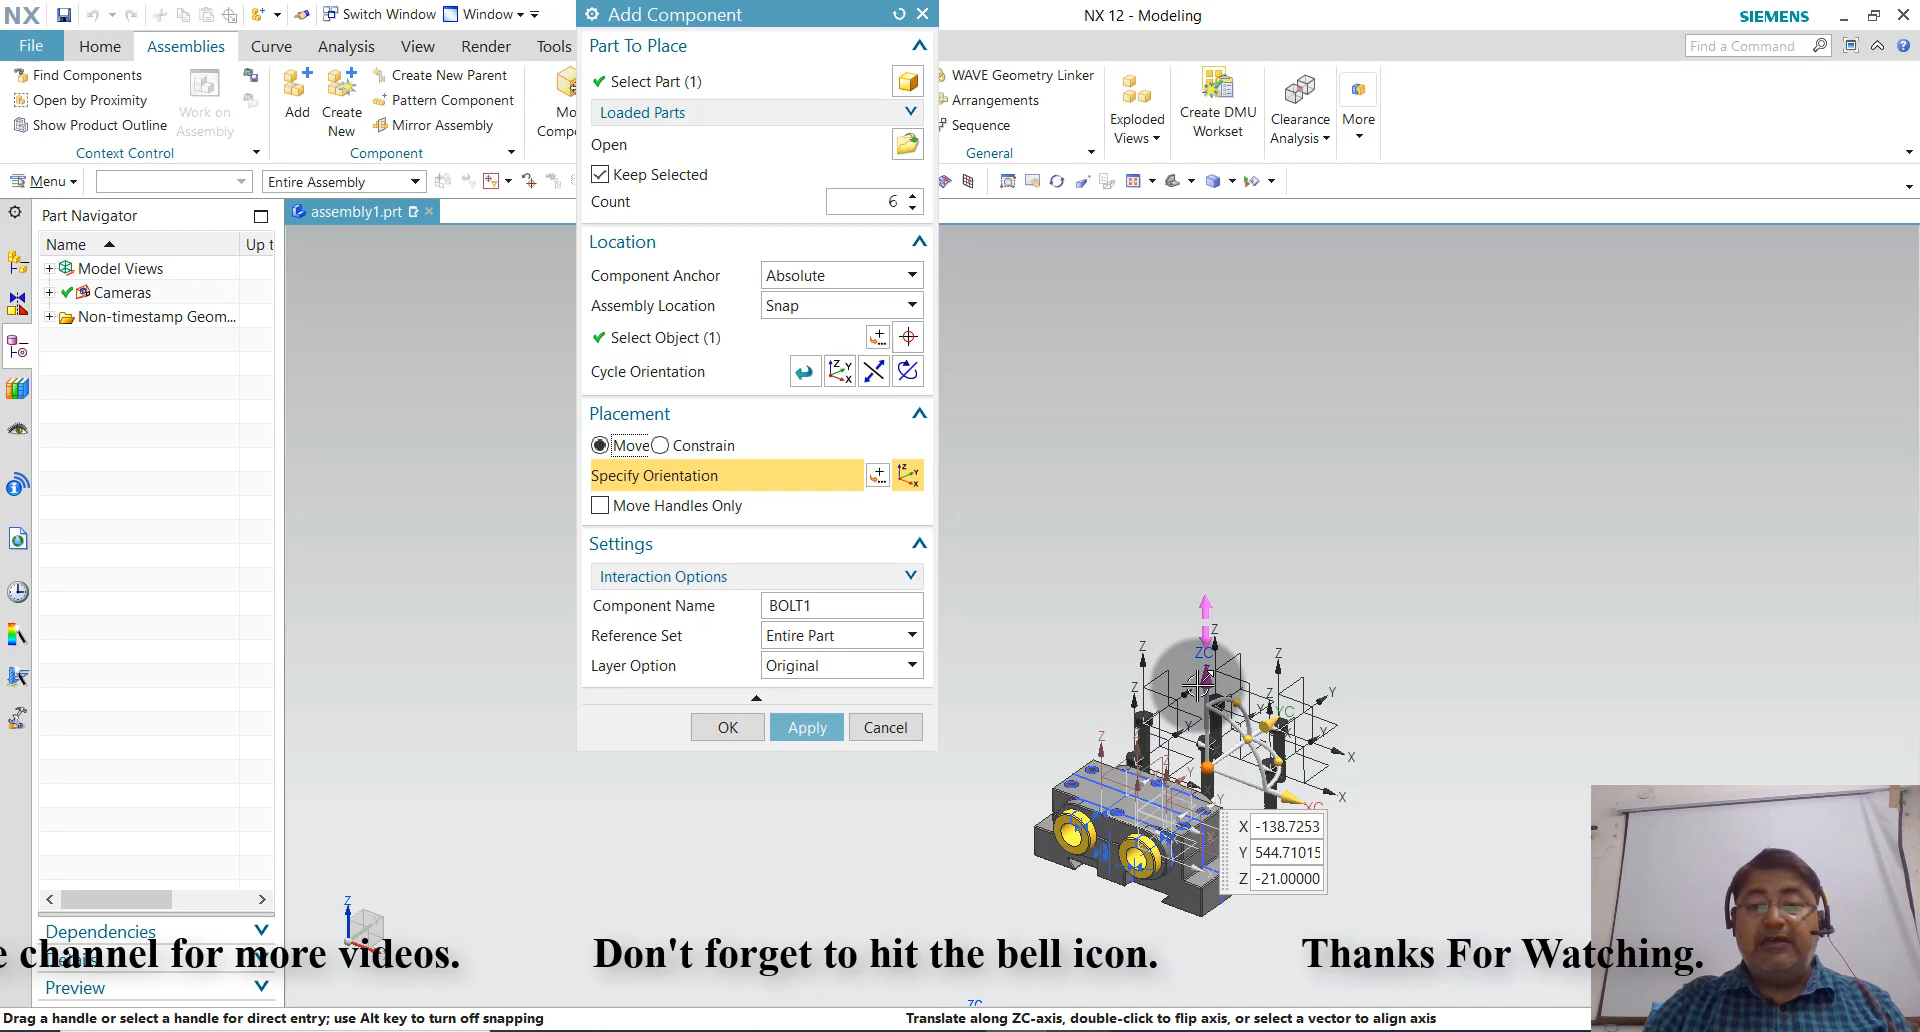 NX
Switch Window
Window
Add Component
NX 12 - Modeling
SIEMENS
File
Home
Assemblies
Curve
Analysis
View
Render
Tools
Find a Command
Find Components
Open by Proximity
Show Product Outline
Work on
Assembly
Context Control
Add
Create
New
Create New Parent
Pattern Component
Mirror Assembly
Component
Mo
Compo
WAVE Geometry Linker
Arrangements
Sequence
General
Exploded
Views
Create DMU
Workset
Clearance
Analysis
More
Menu
Entire Assembly
Part Navigator
Name
Up t
Model Views
Cameras
Non-timestamp Geom...
Dependencies
Preview
assembly1.prt
Part To Place
Select Part (1)
Loaded Parts
Open
Keep Selected
Count
6
Location
Component Anchor
Absolute
Assembly Location
Snap
Select Object (1)
Cycle Orientation
Placement
Move
Constrain
Specify Orientation
Move Handles Only
Settings
Interaction Options
Component Name
BOLT1
Reference Set
Entire Part
Layer Option
Original
OK
Apply
Cancel
ZC
YC
XC
X -138.7253
Y 544.71015
Z -21.00000
e channel for more videos.
Don't forget to hit the bell icon.
Thanks For Watching.
Drag a handle or select a handle for direct entry; use Alt key to turn off snapping
Translate along ZC-axis, double-click to flip axis, or select a vector to align axis